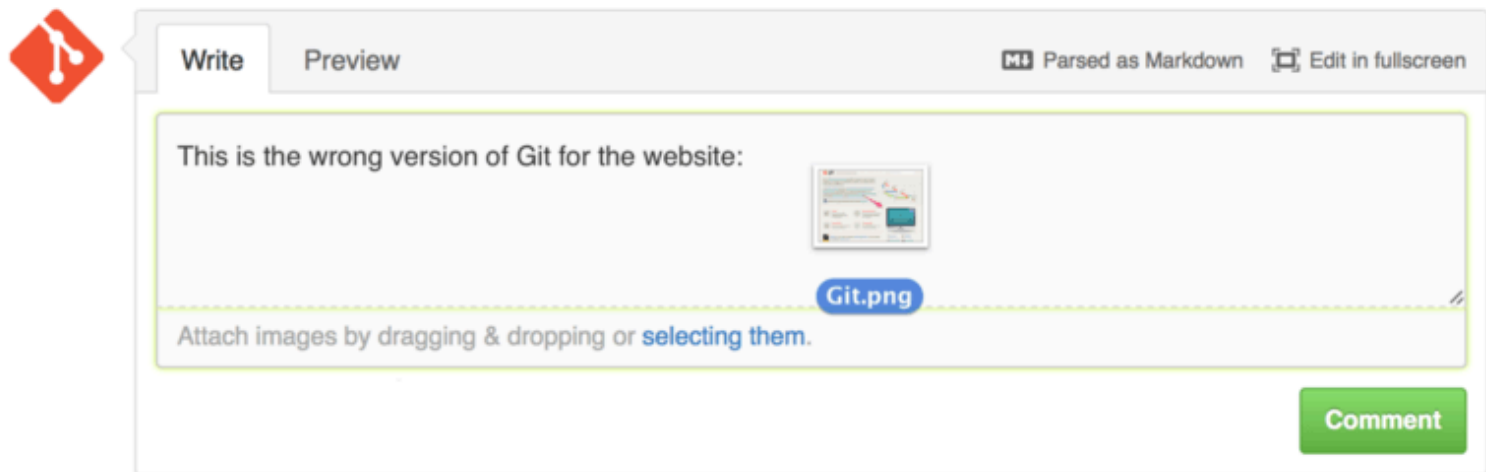 Write Preview Parsed as Markdown Edit in fullscreen
This is the wrong version of Git for the website:
Git.png
Attach images by dragging & dropping or selecting them.
Comment